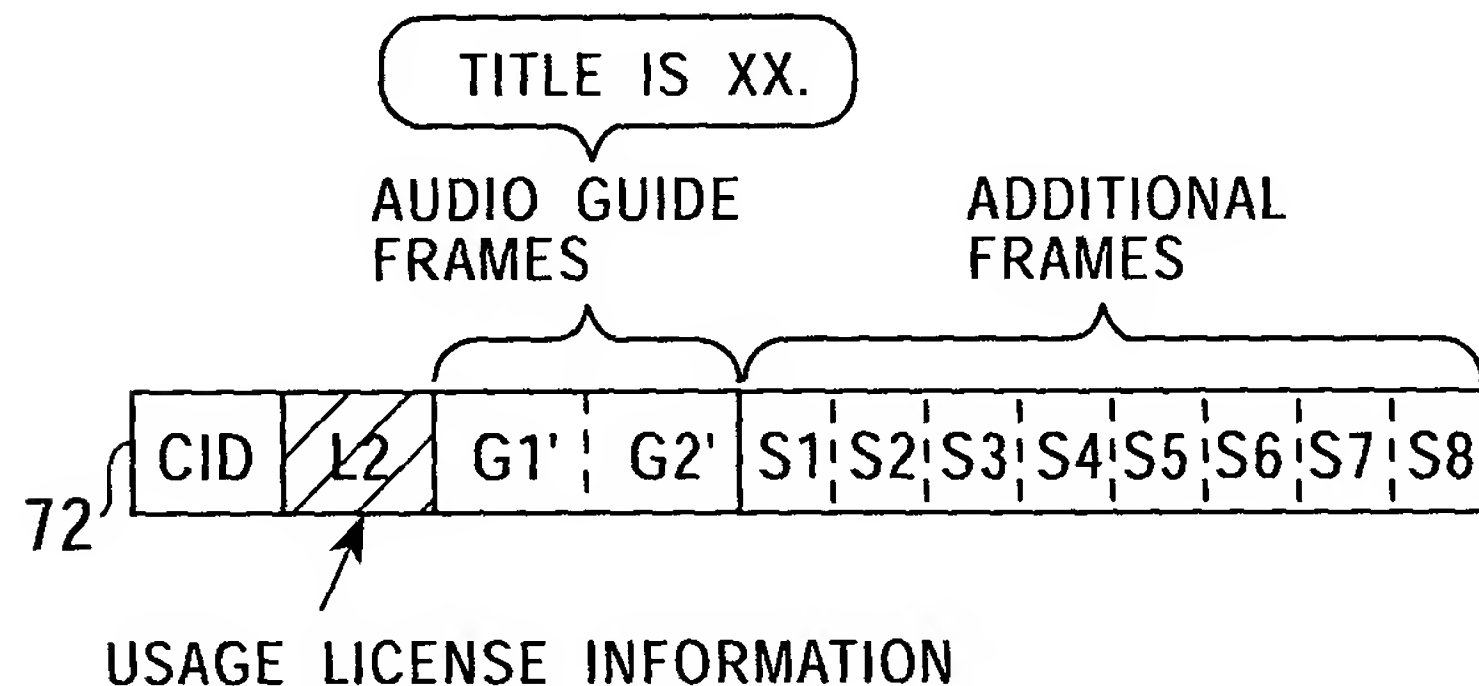 TITLE IS XX.
AUDIO GUIDE
FRAMES
ADDITIONAL
FRAMES
CID L2 G1' G2' S1 S2 S3 S4 S5 S6 S7 S8
72
USAGE LICENSE INFORMATION